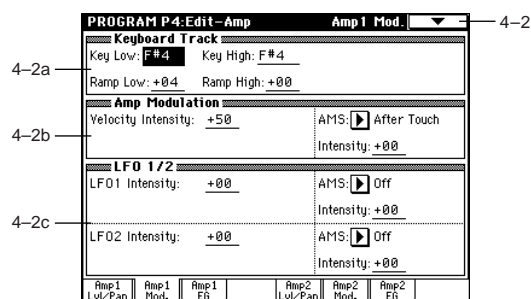 PROGRAM P4:Edit-Amp Amp1 Mod. 4–2
Keyboard Track
Key Low: F#4 Key High: F#4
4–2a
Ramp Low: +04 Ramp High: +00
Amp Modulation
4–2b
Velocity Intensity: +50 AMS: After Touch
Intensity: +00
LFO 1/2
LFO1 Intensity: +00 AMS: Off
Intensity: +00
4–2c
LFO2 Intensity: +00 AMS: Off
Intensity: +00
Amp1 Lvl/Pan Amp1 Mod. Amp1 EG Amp2 Lvl/Pan Amp2 Mod. Amp2 EG